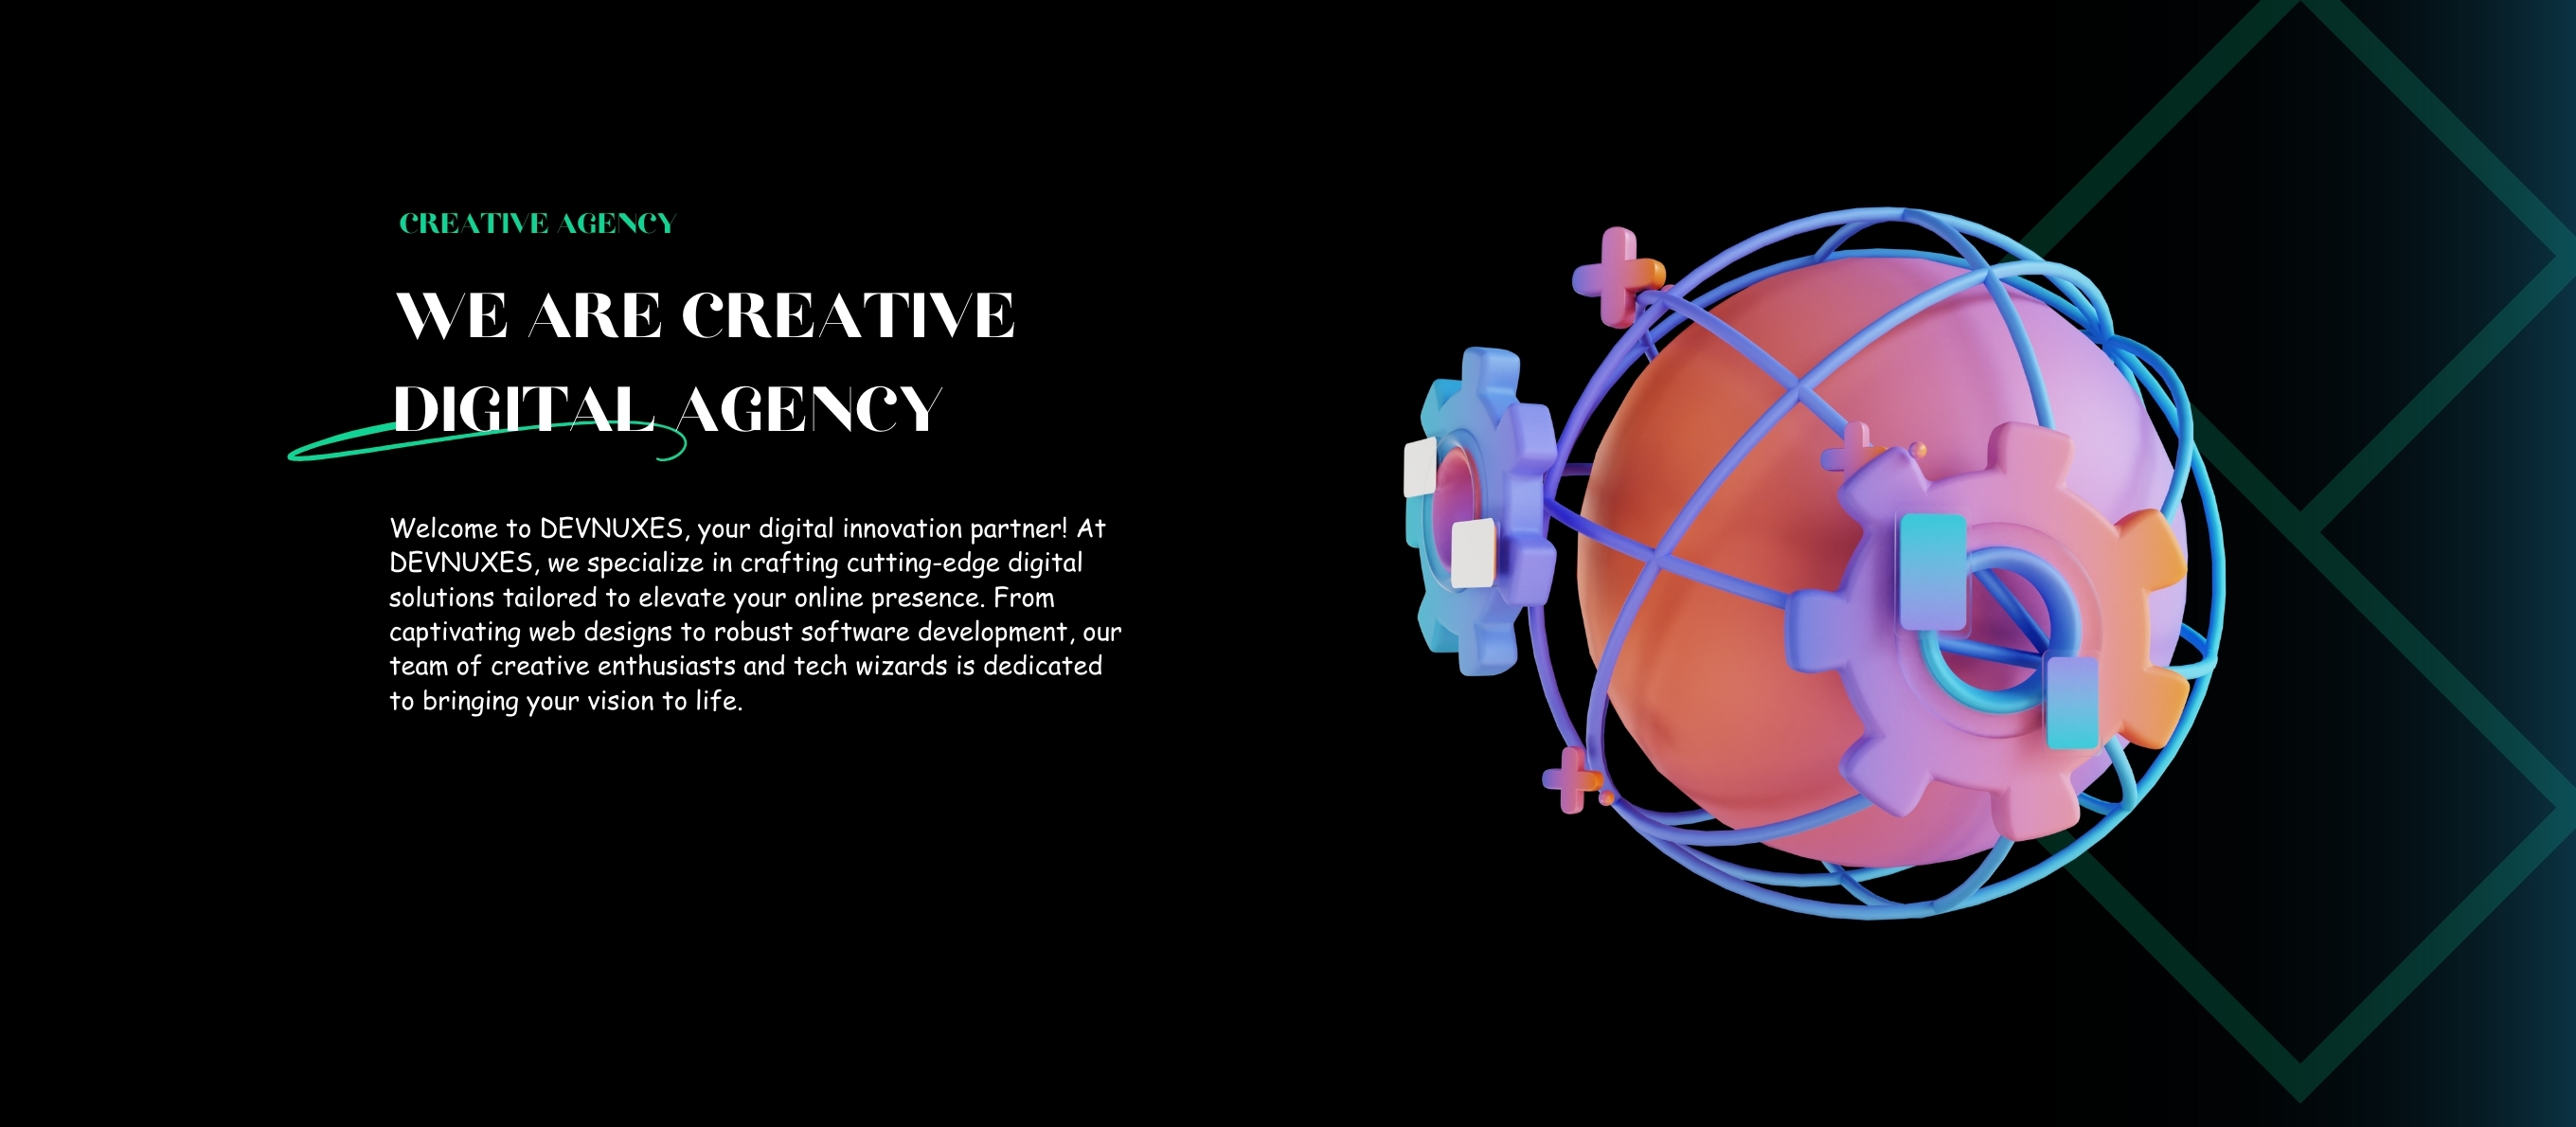 CREATIVE AGENCY
WE ARE CREATIVE
DIGITAL AGENCY
Welcome to DEVNUXES, your digital innovation partner! At
DEVNUXES, we specialize in crafting cutting-edge digital
solutions tailored to elevate your online presence. From
captivating web designs to robust software development, our
team of creative enthusiasts and tech wizards is dedicated
to bringing your vision to life.